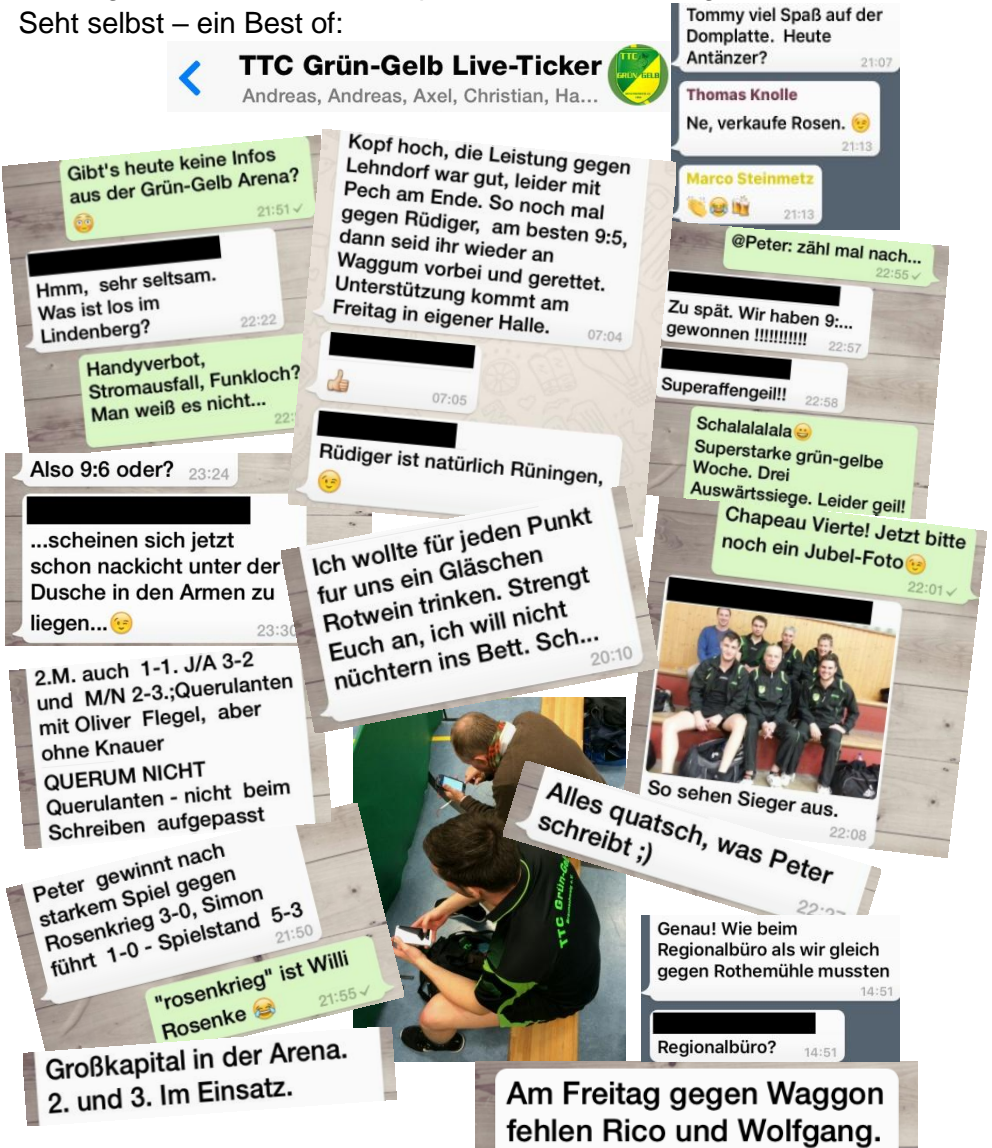 Seht selbst – ein Best of:
TTC Grün-Gelb Live-Ticker
Andreas, Andreas, Axel, Christian, Ha...
TTC
GRÜN GELB
Tommy viel Spaß auf der
Domplatte. Heute
Antänzer?
21:07
Thomas Knolle
Ne, verkaufe Rosen. 😉
21:13
Marco Steinmetz
👏😂🍻
21:13
Gibt's heute keine Infos
aus der Grün-Gelb Arena?
😳
21:51 ✓
Hmm, sehr seltsam.
Was ist los im
Lindenberg?
22:22
Handyverbot,
Stromausfall, Funkloch?
Man weiß es nicht...
Kopf hoch, die Leistung gegen
Lehndorf war gut, leider mit
Pech am Ende. So noch mal
gegen Rüdiger, am besten 9:5,
dann seid ihr wieder an
Waggum vorbei und gerettet.
Unterstützung kommt am
Freitag in eigener Halle.
07:04
👍
07:05
Rüdiger ist natürlich Rüningen,
😉
@Peter: zähl mal nach...
22:55 ✓
Zu spät. Wir haben 9:...
gewonnen !!!!!!!!!!!
22:57
Superaffengeil!!
22:58
Schalalalala😀
Superstarke grün-gelbe
Woche. Drei
Auswärtssiege. Leider geil!
Also 9:6 oder?
23:24
...scheinen sich jetzt
schon nackicht unter der
Dusche in den Armen zu
liegen...😉
23:30
Ich wollte für jeden Punkt
fur uns ein Gläschen
Rotwein trinken. Strengt
Euch an, ich will nicht
nüchtern ins Bett. Sch...
20:10
Chapeau Vierte! Jetzt bitte
noch ein Jubel-Foto😉
22:01 ✓
So sehen Sieger aus.
22:08
2.M. auch 1-1. J/A 3-2
und M/N 2-3.;Querulanten
mit Oliver Flegel, aber
ohne Knauer
QUERUM NICHT
Querulanten - nicht beim
Schreiben aufgepasst
Alles quatsch, was Peter
schreibt ;)
22:27
TTC Grün-Gelb
Peter gewinnt nach
starkem Spiel gegen
Rosenkrieg 3-0, Simon
führt 1-0 - Spielstand 5-3
21:50
"rosenkrieg" ist Willi
Rosenke 😂
21:55 ✓
Genau! Wie beim
Regionalbüro als wir gleich
gegen Rothemühle mussten
14:51
Regionalbüro?
14:51
Großkapital in der Arena.
2. und 3. Im Einsatz.
Am Freitag gegen Waggon
fehlen Rico und Wolfgang.